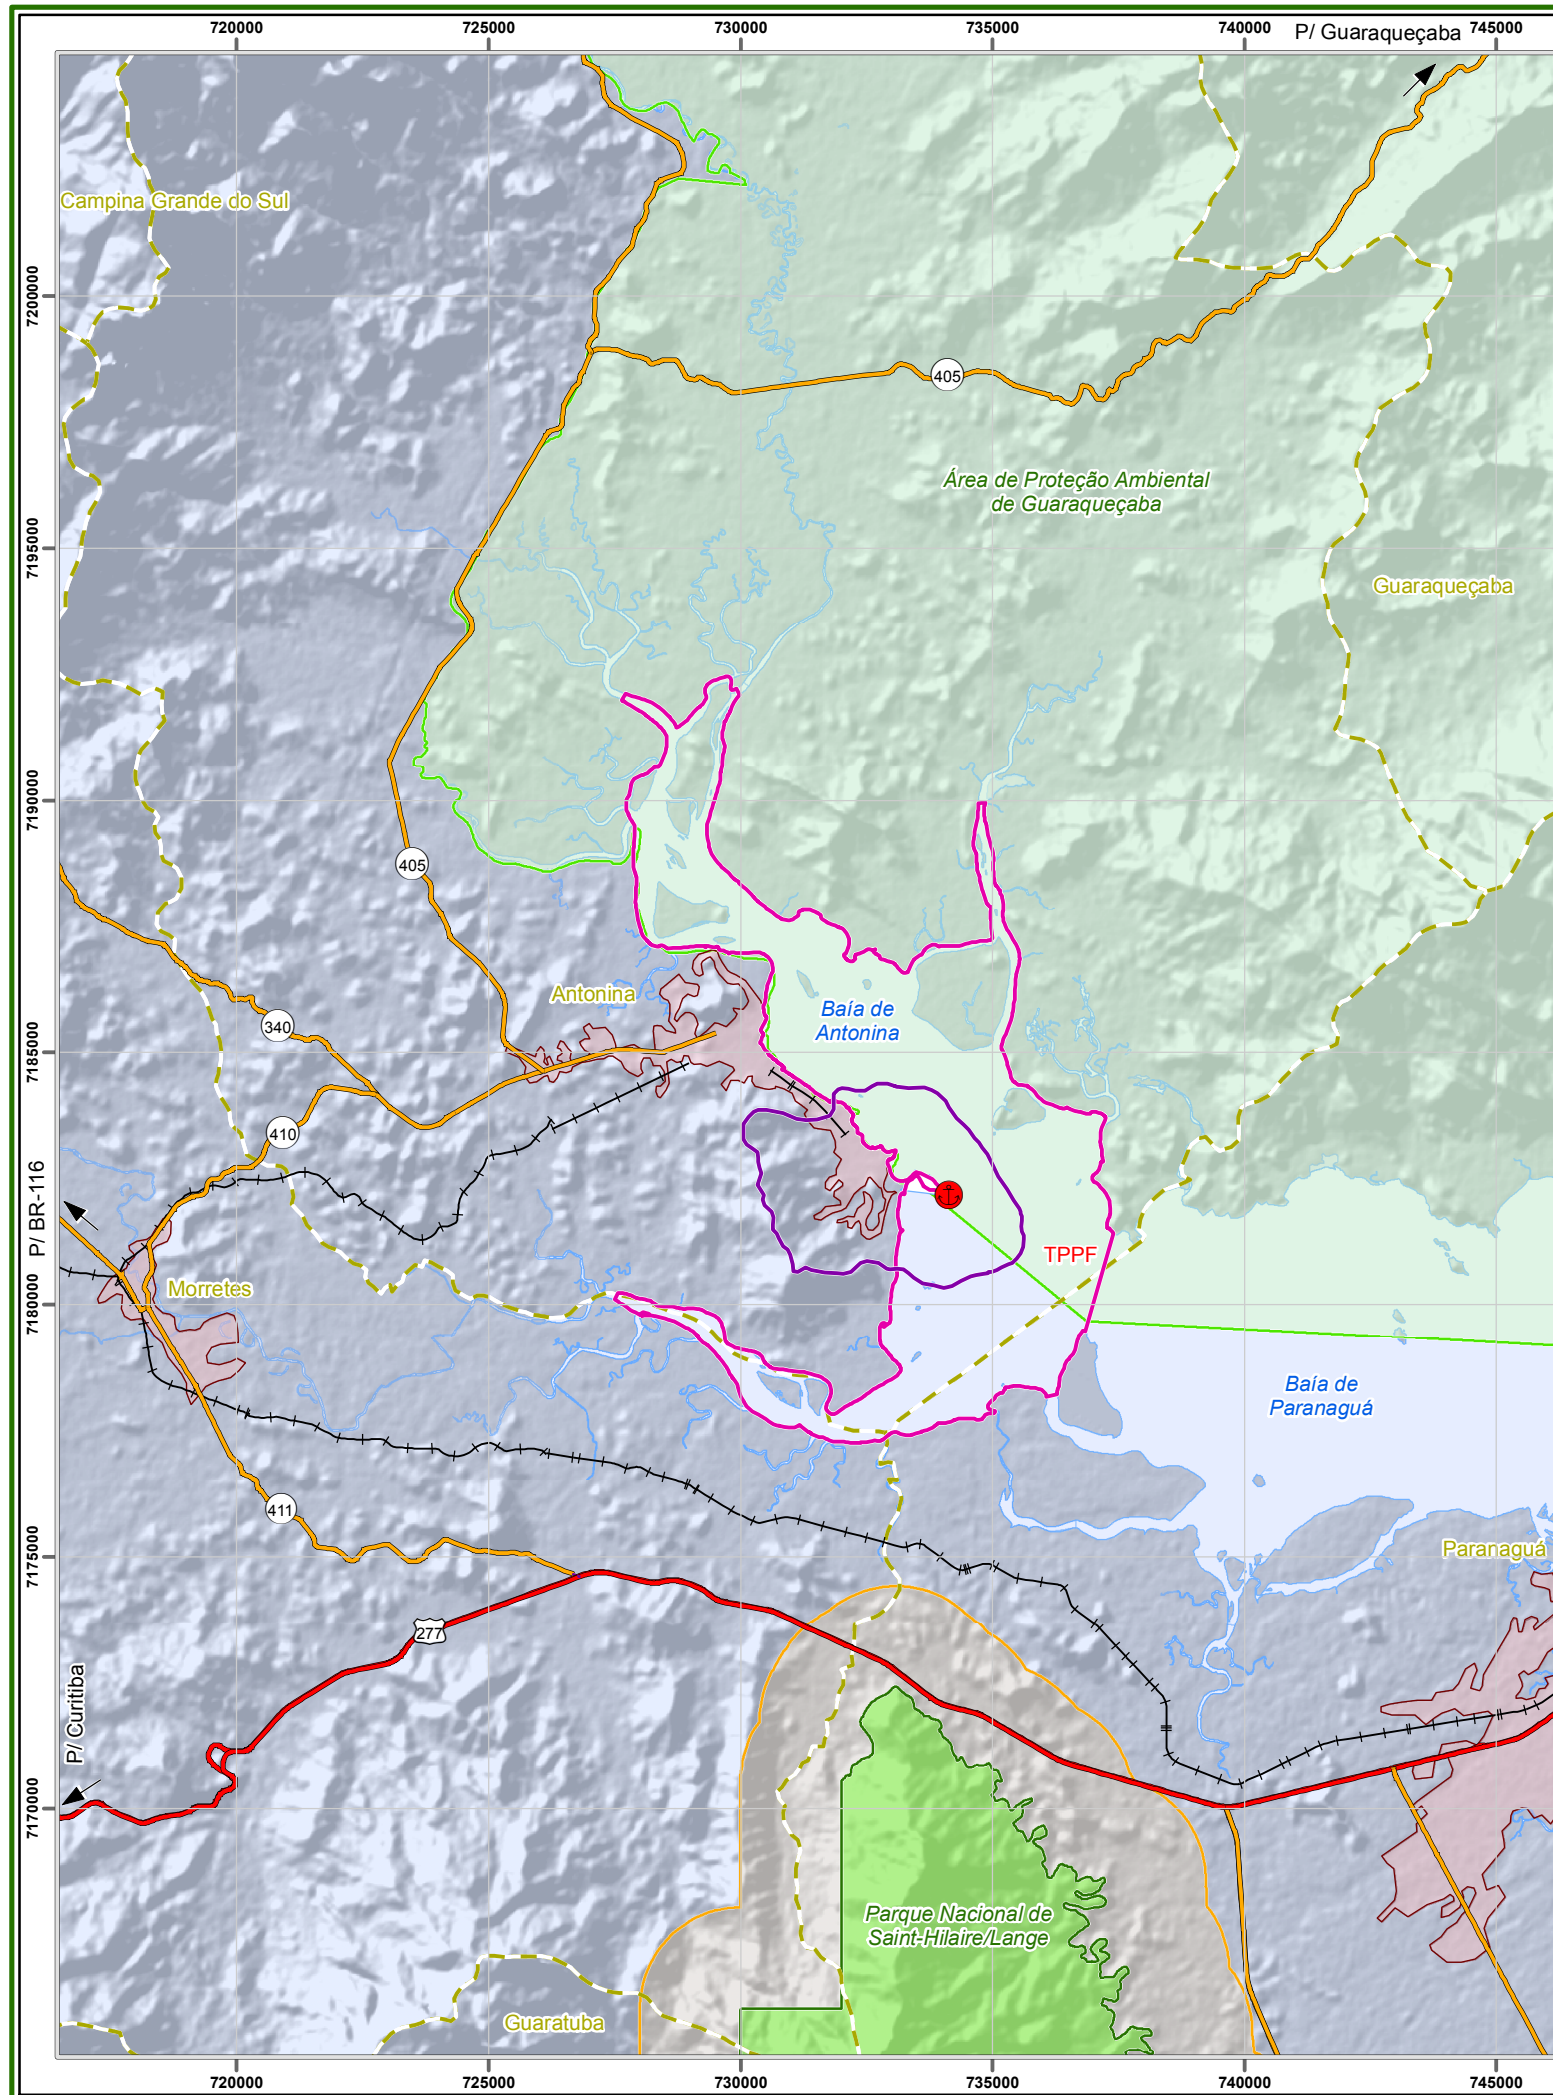 720000
725000
730000
735000
740000
745000
P/ Guaraqueçaba
Campina Grande do Sul
7200000
405
Área de Proteção Ambiental
de Guaraqueçaba
7195000
Guaraqueçaba
7190000
405
Antonina
Baía de
Antonina
340
7185000
410
P/ BR-116
TPPF
Morretes
7180000
Baía de
Paranaguá
411
7175000
Paranaguá
277
P/ Curitiba
7170000
Parque Nacional de
Saint-Hilaire/Lange
Guaratuba
720000
725000
730000
735000
740000
745000